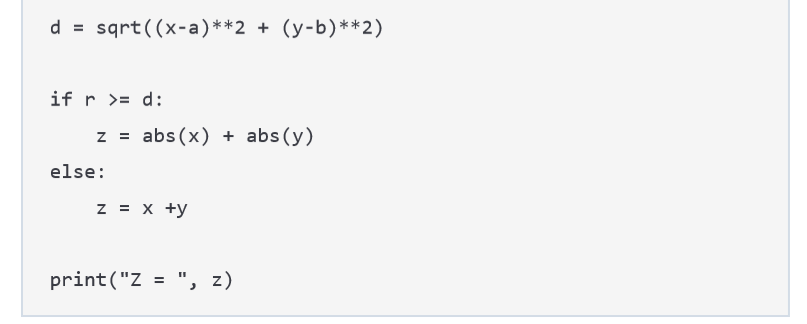 d = sqrt((x-a)**2 + (y-b)**2)
if r >= d:
    z = abs(x) + abs(y)
else:
    z = x +y
print("Z = ", z)